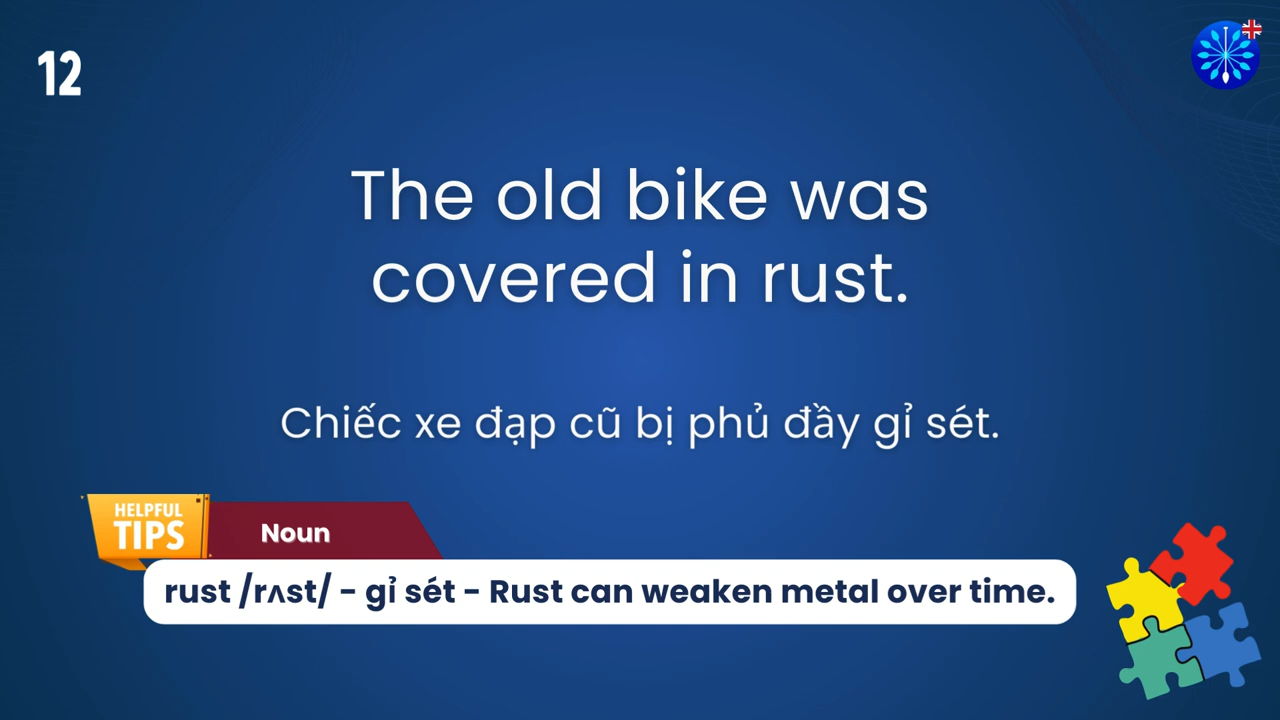 12
The old bike was
covered in rust.
Chiếc xe đạp cũ bị phủ đầy gỉ sét.
HELPFUL
TIPS
Noun
rust /rʌst/ - gỉ sét - Rust can weaken metal over time.